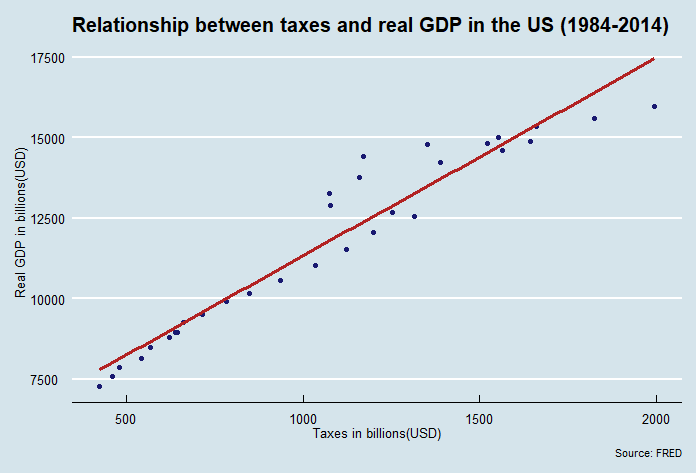 Relationship between taxes and real GDP in the US (1984-2014)
17500
15000
12500
10000
7500
Real GDP in billions(USD)
500 1000 1500 2000
Taxes in billions(USD)
Source: FRED